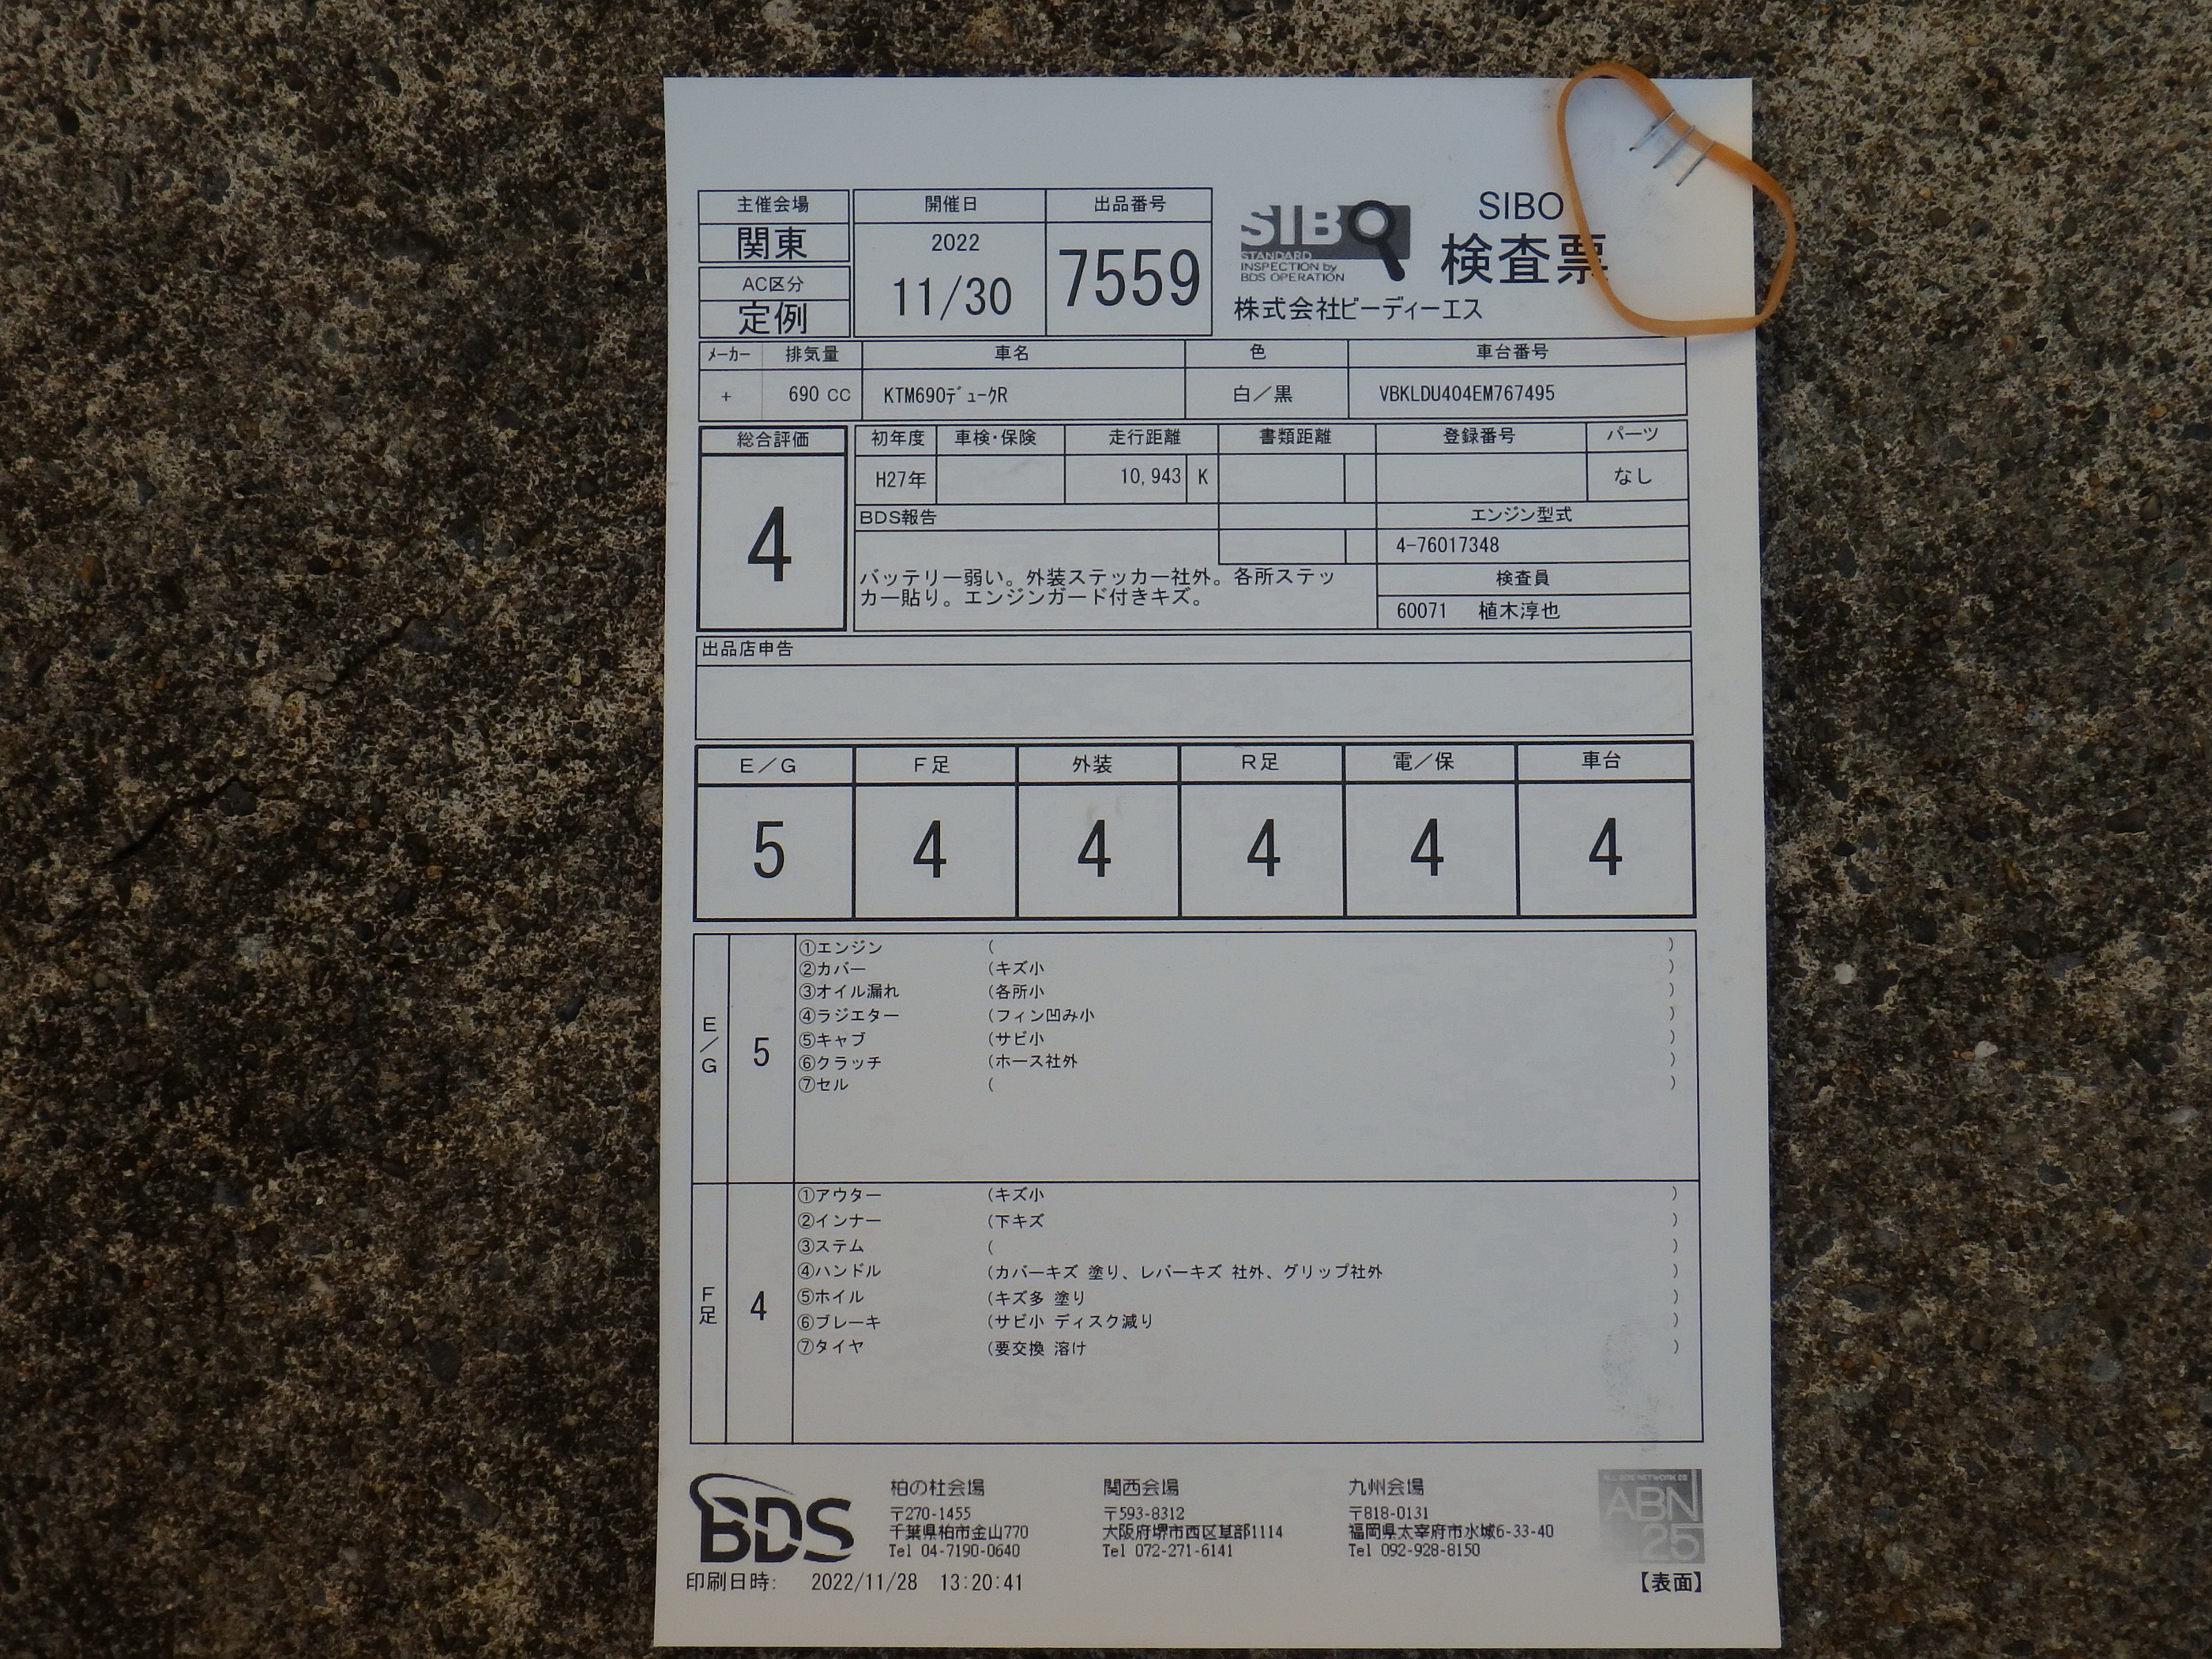 主催会場
関東
AC区分
定例
開催日
2022
11/30
出品番号
7559
SIBO
STANDARD
INSPECTION by
BDS OPERATION
SIBO
検査票
株式会社ビーディーエス
ﾒｰｶｰ 排気量 車名 色 車台番号
+ 690 CC KTM690ﾃﾞｭｰｸR 白／黒 VBKLDU404EM767495
総合評価
4
初年度 車検・保険 走行距離 書類距離 登録番号 パーツ
H27年 10,943 K なし
BDS報告
バッテリー弱い。外装ステッカー社外。各所ステッ
カー貼り。エンジンガード付きキズ。
エンジン型式
4-76017348
検査員
60071 植木淳也
出品店申告
E／G F足 外装 R足 電／保 車台
5 4 4 4 4 4
E／G
5
①エンジン ( )
②カバー (キズ小 )
③オイル漏れ (各所小 )
④ラジエター (フィン凹み小 )
⑤キャブ (サビ小 )
⑥クラッチ (ホース社外 )
⑦セル ( )
F足
4
①アウター (キズ小 )
②インナー (下キズ )
③ステム ( )
④ハンドル (カバーキズ 塗り、レバーキズ 社外、グリップ社外 )
⑤ホイル (キズ多 塗り )
⑥ブレーキ (サビ小 ディスク減り )
⑦タイヤ (要交換 溶け )
BDS
柏の杜会場
〒270-1455
千葉県柏市金山770
Tel 04-7190-0640
関西会場
〒593-8312
大阪府堺市西区草部1114
Tel 072-271-6141
九州会場
〒818-0131
福岡県太宰府市水城6-33-40
Tel 092-928-8150
ABN
25
印刷日時: 2022/11/28 13:20:41
【表面】